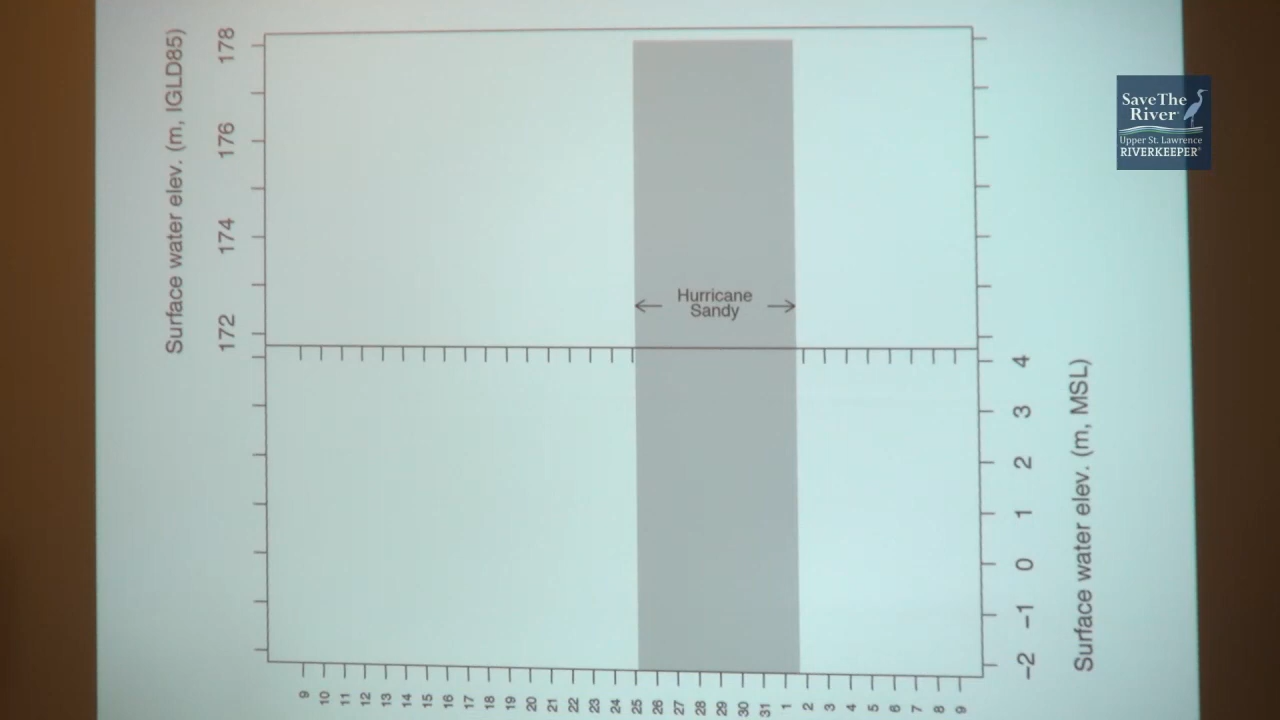 Surface water elev. (m, IGLD85)
178
176
174
172
Hurricane
Sandy
4
3
2
1
0
−1
−2
Surface water elev. (m, MSL)
9 10 11 12 13 14 15 16 17 18 19 20 21 22 23 24 25 26 27 28 29 30 31 1 2 3 4 5 6 7 8 9
Save The
River
Upper St. Lawrence
RIVERKEEPER®